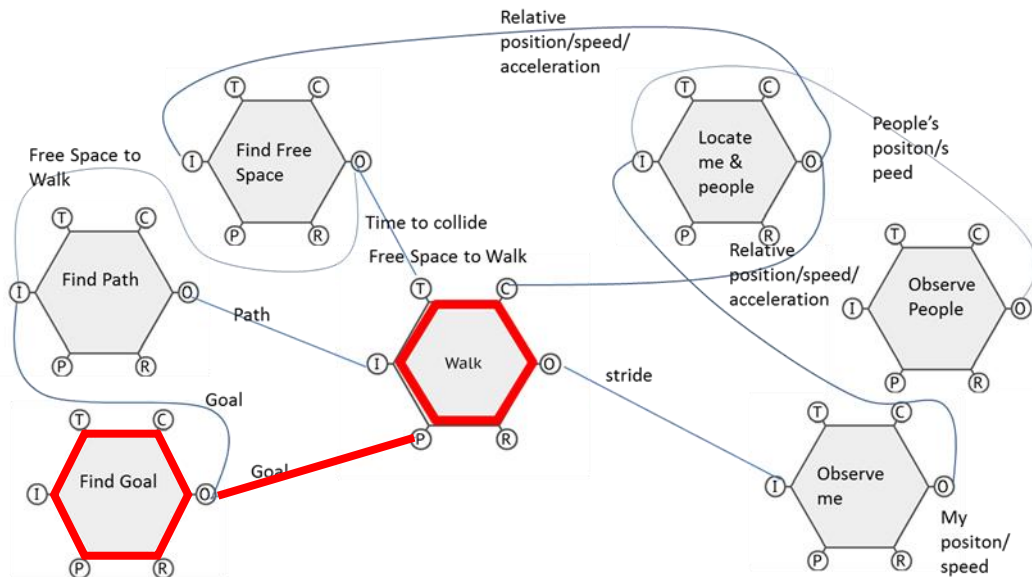 Relative
position/speed/
acceleration
T
C
I
Find Free
Space
O
P
R
T
C
I
Locate
me &
people
O
P
R
People's
positon/s
peed
Free Space to
Walk
T
C
I
Find Path
O
P
R
Time to collide
Free Space to Walk
Relative
position/speed/
acceleration
T
C
I
Observe
People
O
P
R
Path
T
C
I
Walk
O
P
R
stride
Goal
T
C
I
Find Goal
O
P
R
Goal
T
C
I
Observe
me
O
P
R
My
positon/
speed